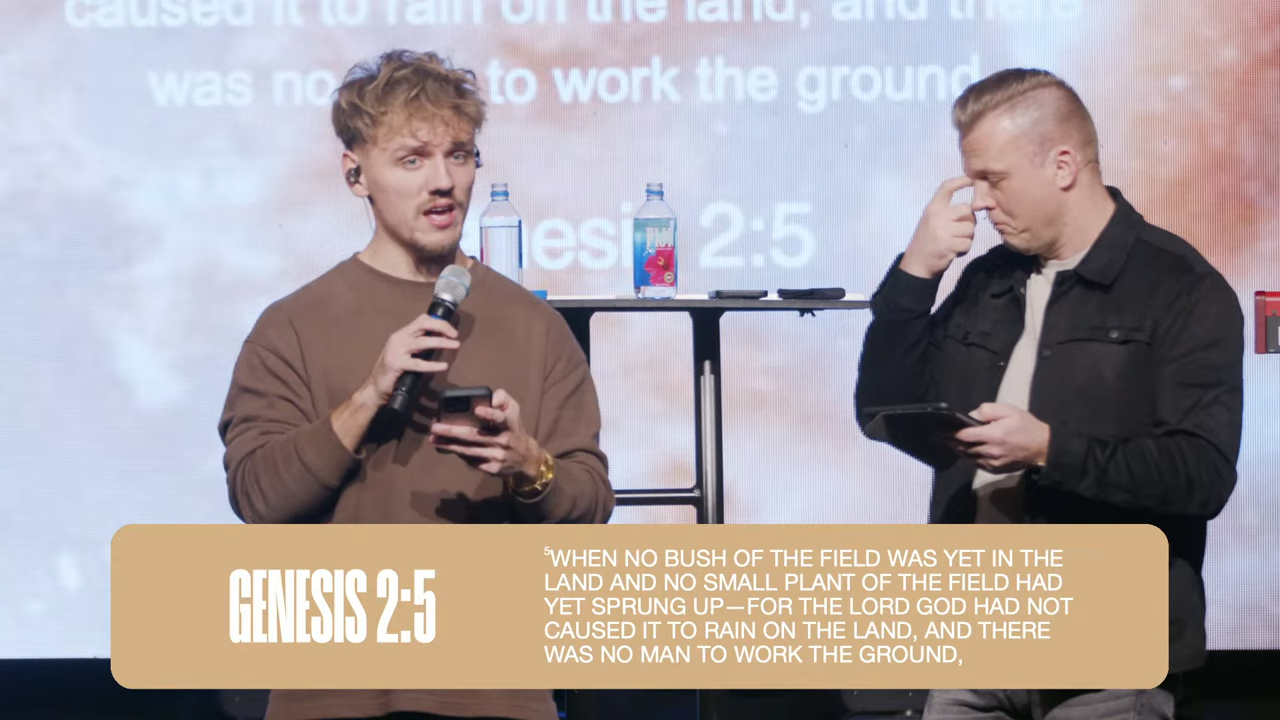 caused it to rain on the land, and there
was no to work the ground,
esi 2:5
FIJI
GENESIS 2:5
⁵WHEN NO BUSH OF THE FIELD WAS YET IN THE
LAND AND NO SMALL PLANT OF THE FIELD HAD
YET SPRUNG UP—FOR THE LORD GOD HAD NOT
CAUSED IT TO RAIN ON THE LAND, AND THERE
WAS NO MAN TO WORK THE GROUND,